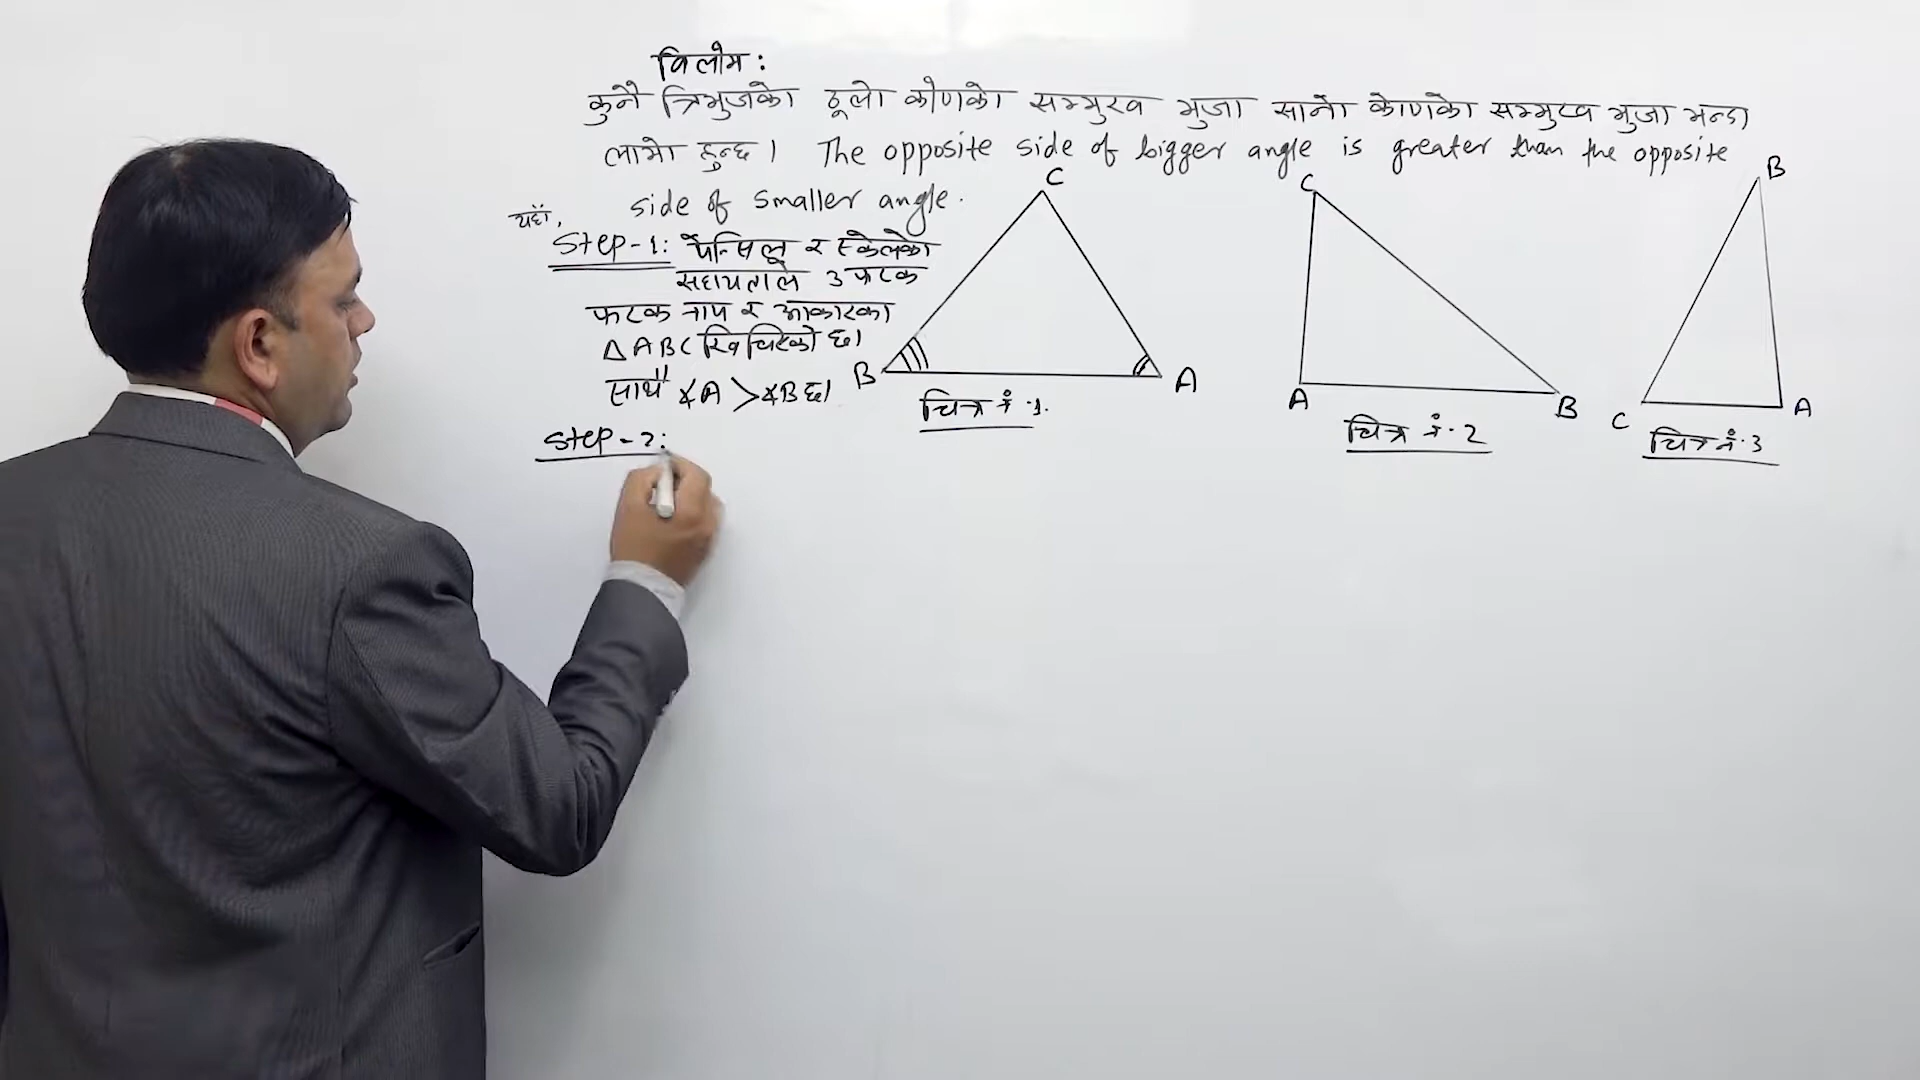 विलोम :
कुनै त्रिभुजको ठूलो कोणको सम्मुख भुजा सानो कोणको सम्मुख भुजा भन्दा
लामो हुन्छ । The opposite side of bigger angle is greater than the opposite
side of smaller angle.
यहाँ,
Step-1: पेन्सिल र स्केलको
सहायताले 3 फरक
फरक नाप र आकारका
△ABC खिचिएको छ।
साथै ∡A > ∡B छ।
Step-2:
C
B
A
चित्र नं.1.
C
A
B
चित्र नं.2
B
C
A
चित्र नं.3